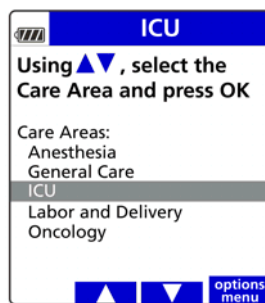 ICU
Using ▲▼, select the
Care Area and press OK
Care Areas:
Anesthesia
General Care
ICU
Labor and Delivery
Oncology
options
menu